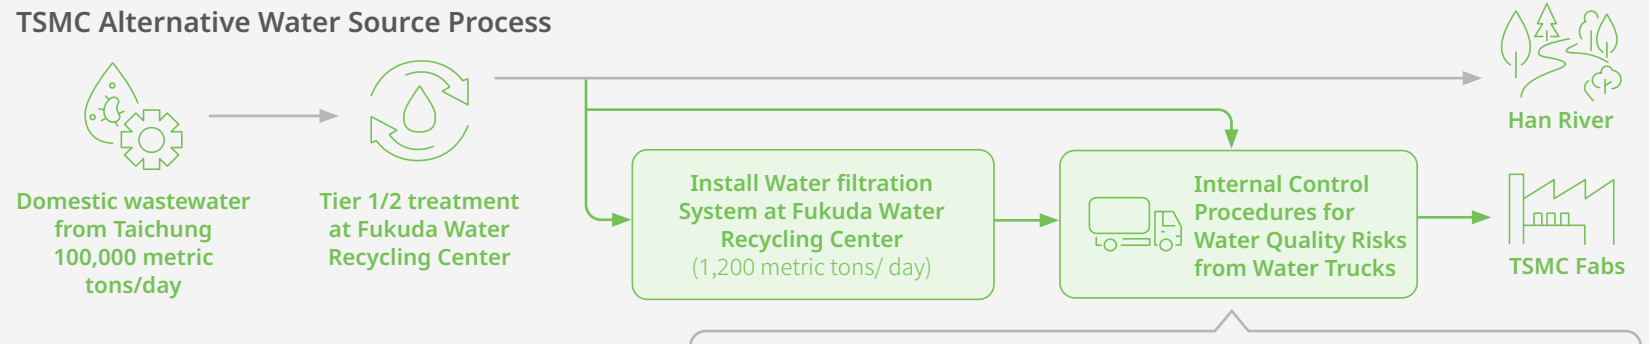 TSMC Alternative Water Source Process
Domestic wastewater
from Taichung
100,000 metric
tons/day
Tier 1/2 treatment
at Fukuda Water
Recycling Center
Install Water filtration
System at Fukuda Water
Recycling Center
(1,200 metric tons/ day)
Internal Control
Procedures for
Water Quality Risks
from Water Trucks
Han River
TSMC Fabs